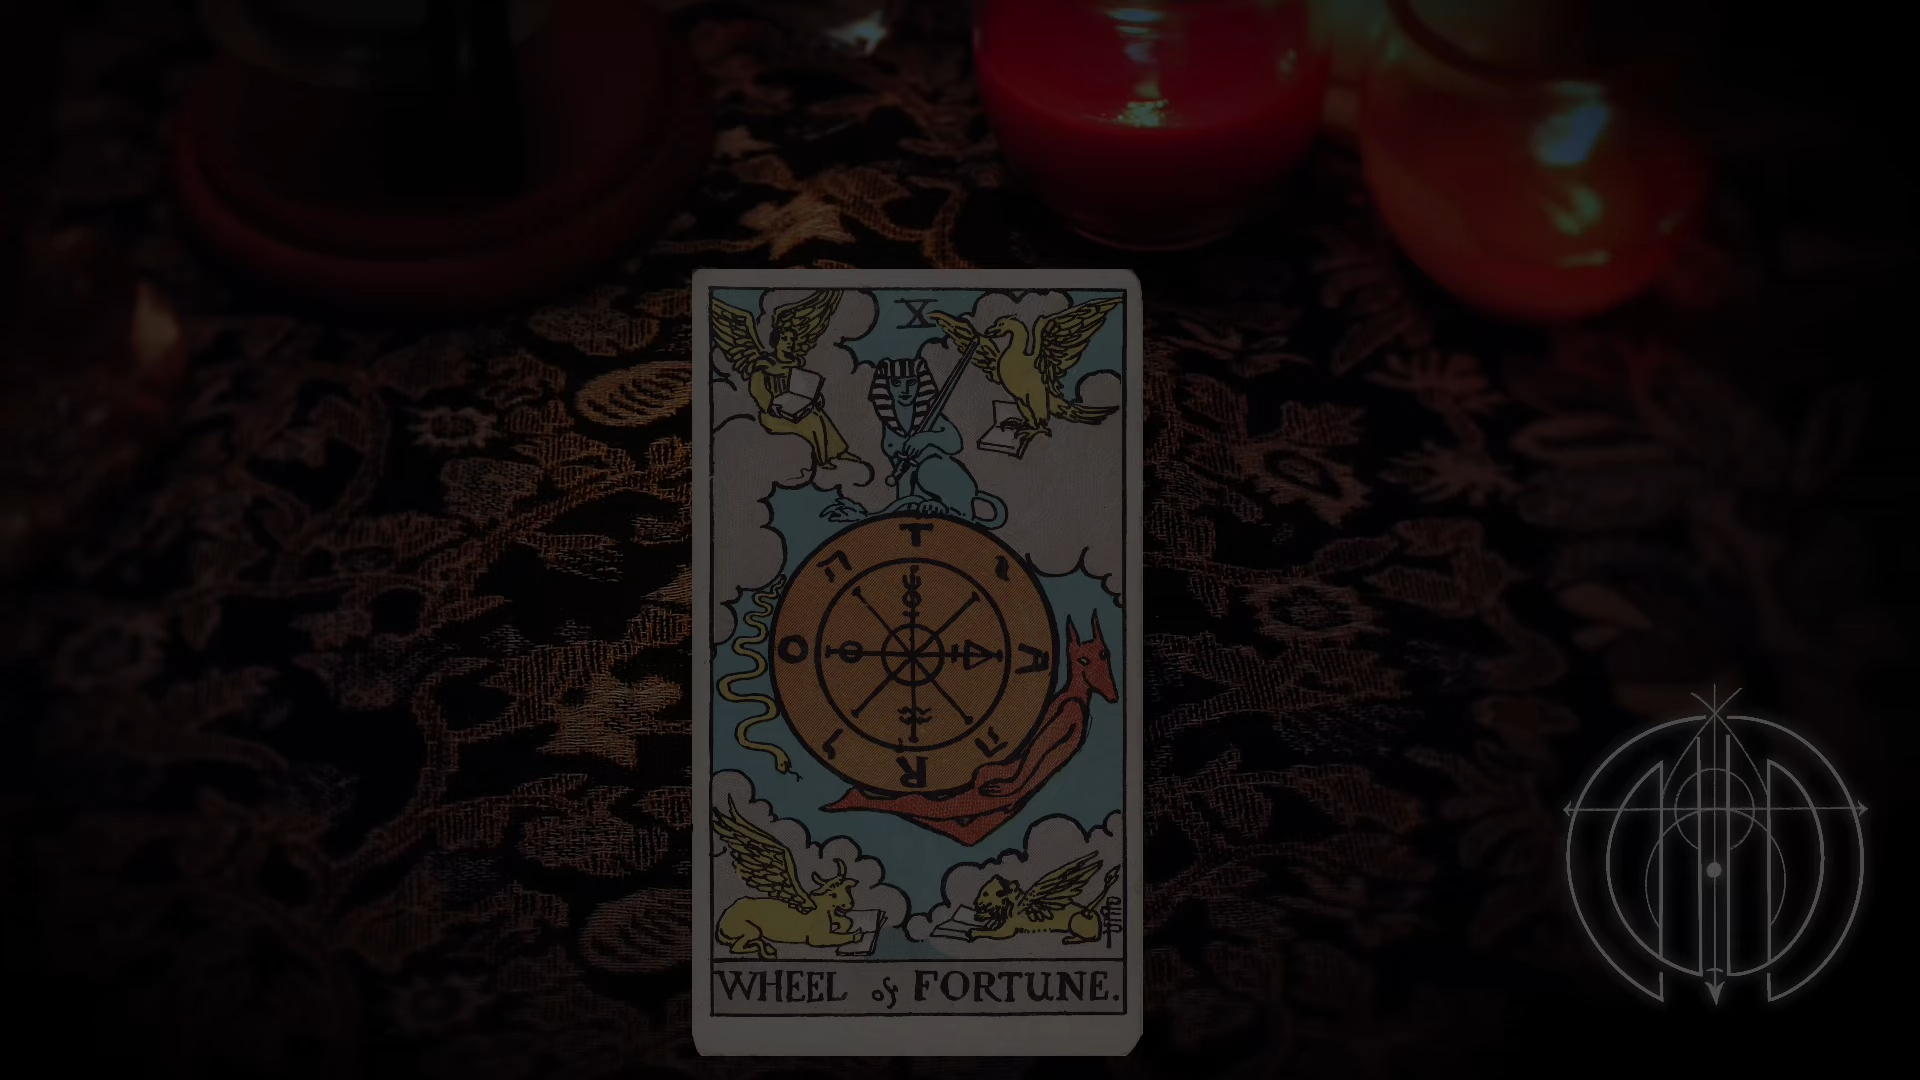 X
T
ה י
O A
ו ה
R
WHEEL of FORTUNE.